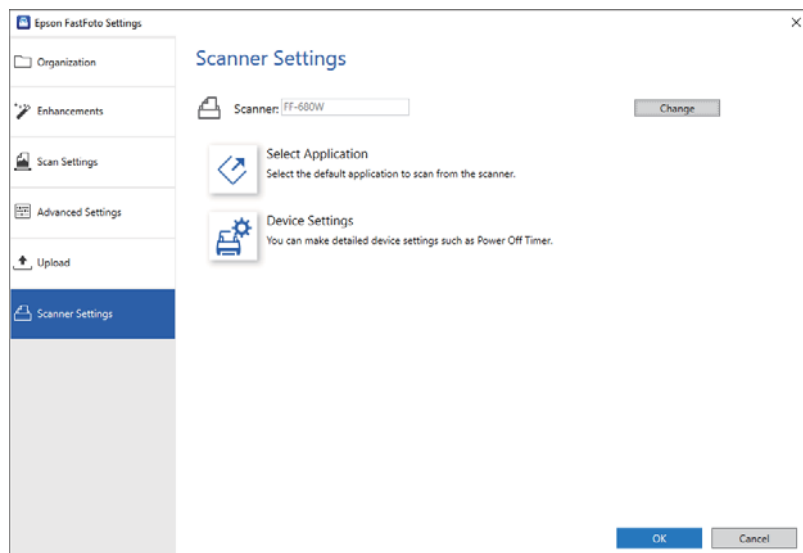 Epson FastFoto Settings
Organization
Enhancements
Scan Settings
Advanced Settings
Upload
Scanner Settings
Scanner Settings
Scanner: FF-680W
Change
Select Application
Select the default application to scan from the scanner.
Device Settings
You can make detailed device settings such as Power Off Timer.
OK
Cancel